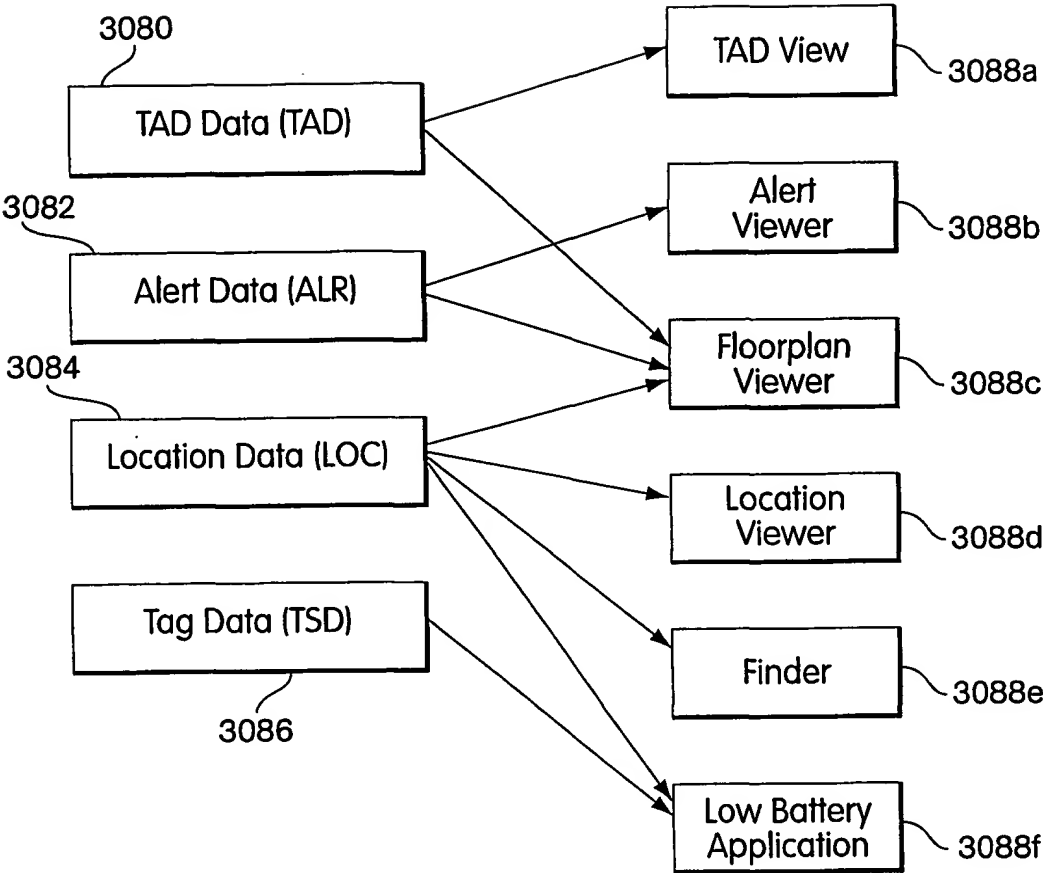 3080
TAD Data (TAD)
TAD View
3088a
3082
Alert Data (ALR)
Alert
Viewer
3088b
3084
Location Data (LOC)
Floorplan
Viewer
3088c
Location
Viewer
3088d
Tag Data (TSD)
3086
Finder
3088e
Low Battery
Application
3088f